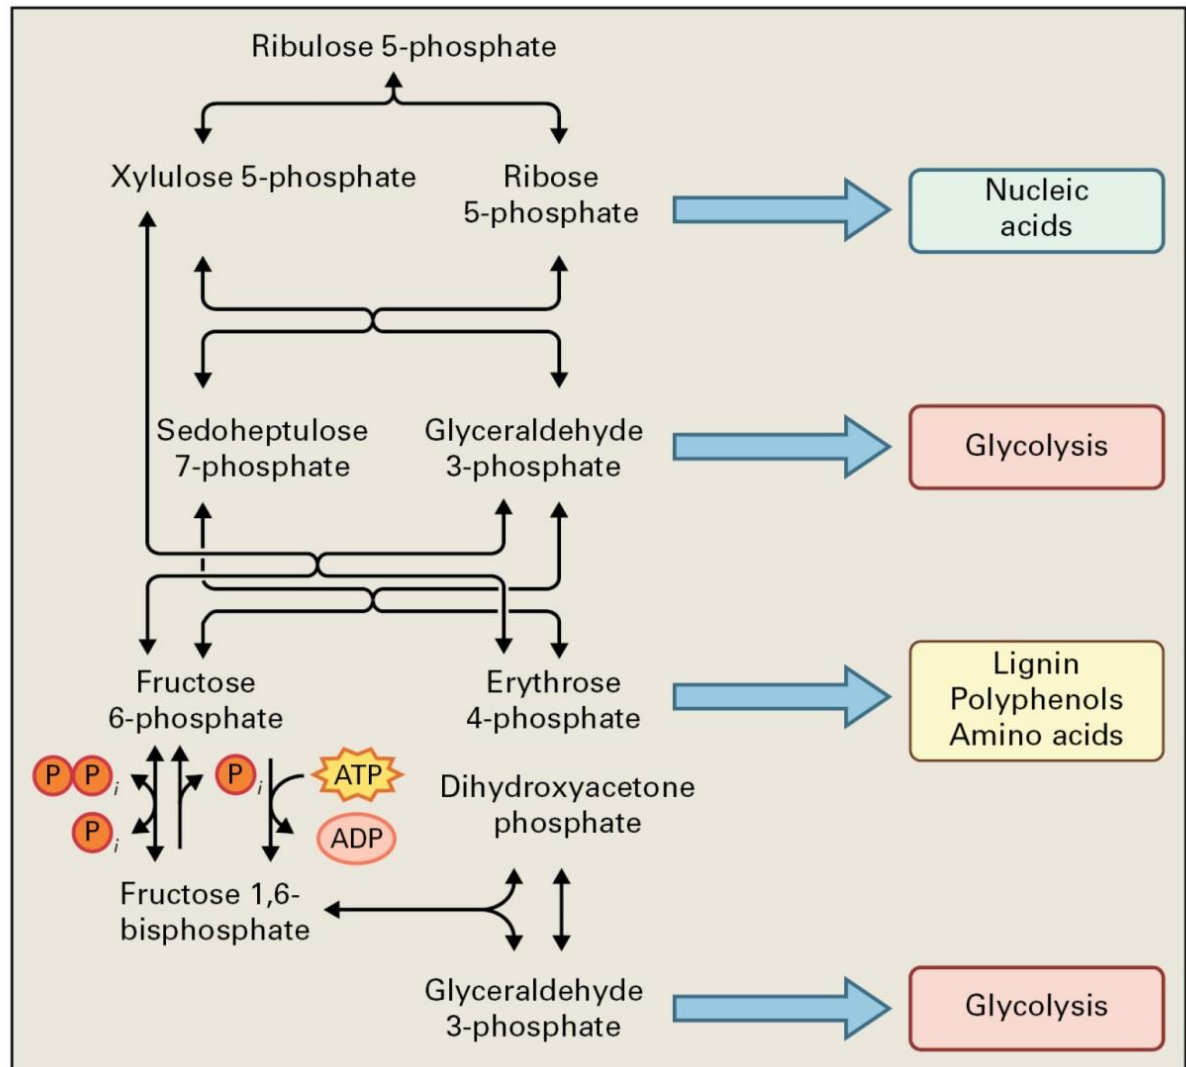 Ribulose 5-phosphate
Xylulose 5-phosphate
Ribose
5-phosphate
Nucleic
acids
Sedoheptulose
7-phosphate
Glyceraldehyde
3-phosphate
Glycolysis
Fructose
6-phosphate
Erythrose
4-phosphate
Lignin
Polyphenols
Amino acids
P P i
P i
P i
ATP
ADP
Dihydroxyacetone
phosphate
Fructose 1,6-
bisphosphate
Glyceraldehyde
3-phosphate
Glycolysis